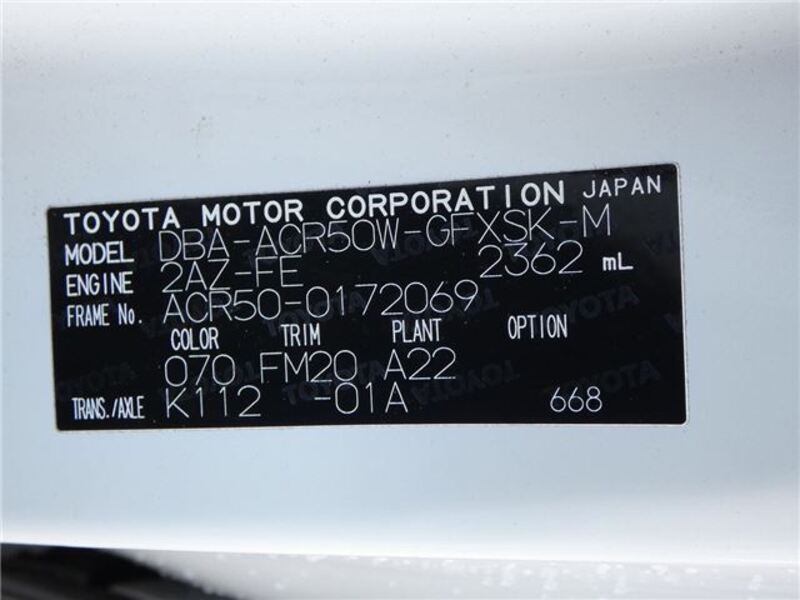 TOYOTA MOTOR CORPORATION JAPAN
MODEL DBA-ACR50W-GFXSK-M
ENGINE 2AZ-FE 2362 mL
FRAME No. ACR50-0172069
COLOR TRIM PLANT OPTION
070 FM20 A22
TRANS./AXLE K112 -01A 668